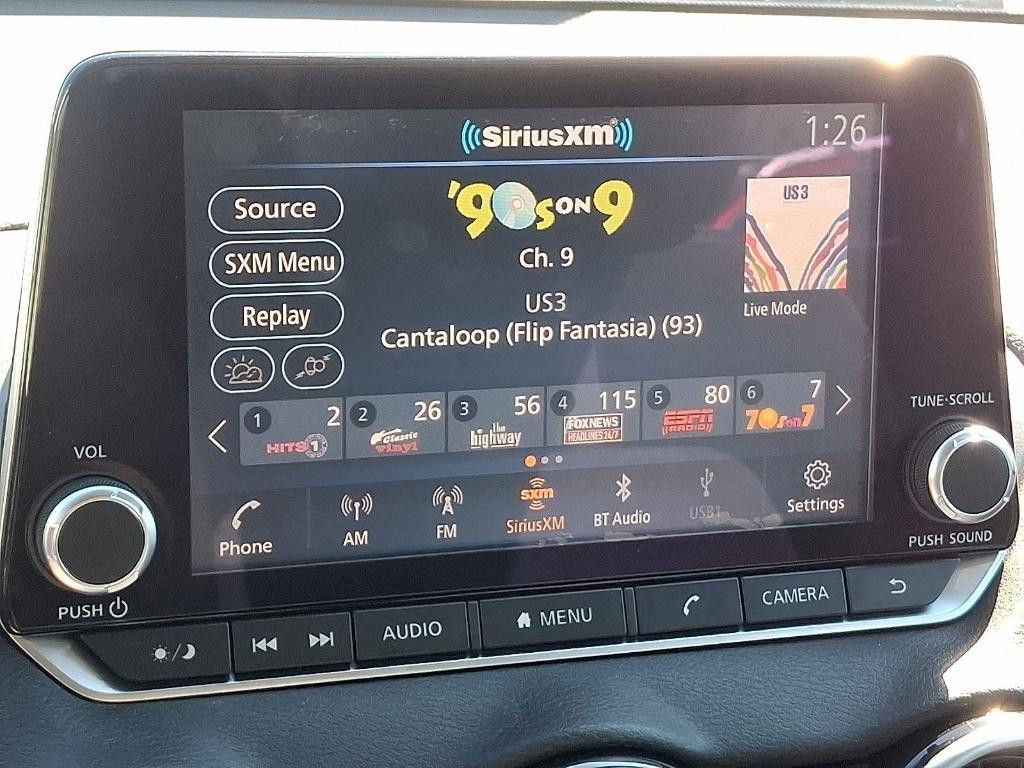 SiriusXM
1:26
Source
SXM Menu
Replay
'90s ON 9
Ch. 9
US3
Cantaloop (Flip Fantasia) (93)
US3
Live Mode
1 2 HITS 1
2 26 Classic vinyl
3 56 the highway
4 115 FOX NEWS HEADLINES 24/7
5 80 ESPN RADIO
6 7 70s on 7
Phone
AM
FM
sxm
SiriusXM
BT Audio
USB1
Settings
VOL
PUSH
TUNE·SCROLL
PUSH SOUND
AUDIO
MENU
CAMERA